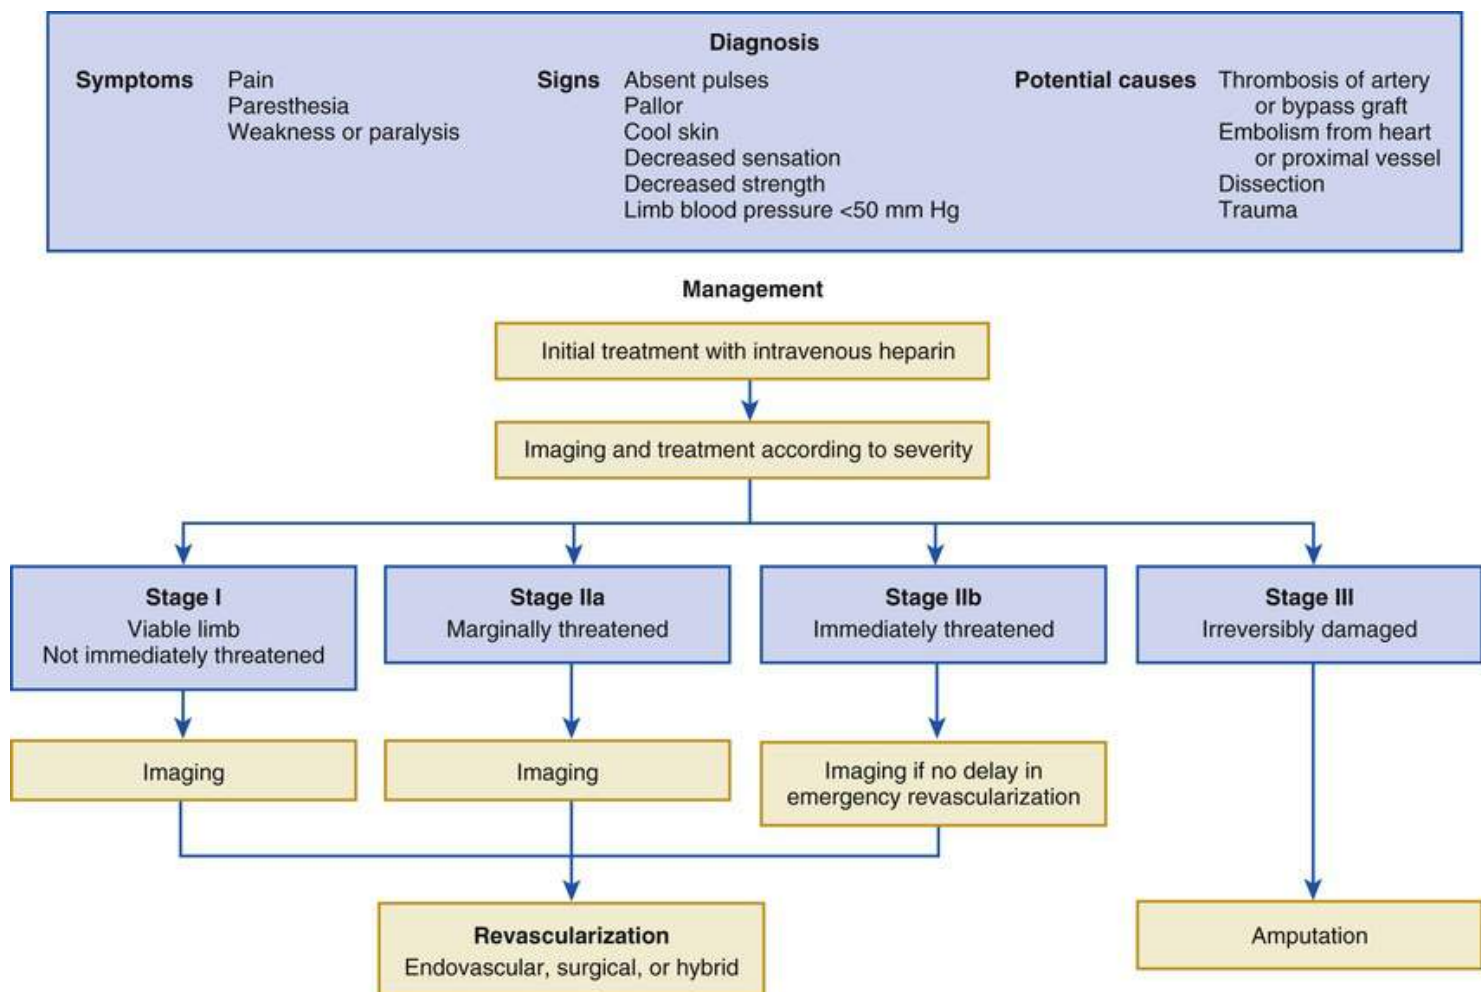 Diagnosis
Symptoms
Pain
Paresthesia
Weakness or paralysis
Signs
Absent pulses
Pallor
Cool skin
Decreased sensation
Decreased strength
Limb blood pressure <50 mm Hg
Potential causes
Thrombosis of artery
or bypass graft
Embolism from heart
or proximal vessel
Dissection
Trauma
Management
Initial treatment with intravenous heparin
Imaging and treatment according to severity
Stage I
Viable limb
Not immediately threatened
Stage IIa
Marginally threatened
Stage IIb
Immediately threatened
Stage III
Irreversibly damaged
Imaging
Imaging
Imaging if no delay in
emergency revascularization
Revascularization
Endovascular, surgical, or hybrid
Amputation